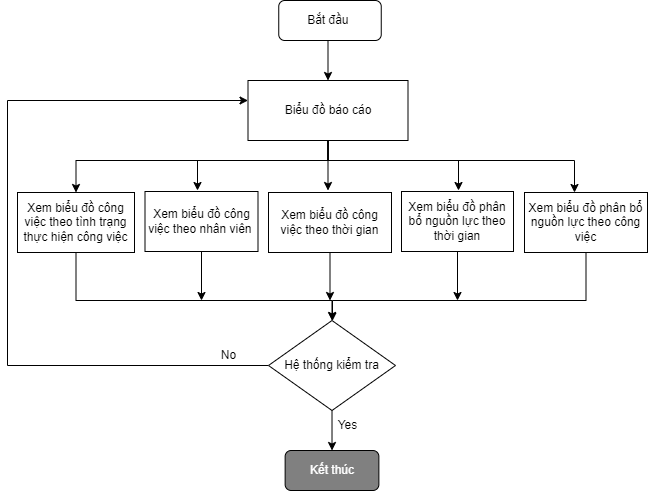 Bắt đầu
Biểu đồ báo cáo
Xem biểu đồ công
việc theo tình trạng
thực hiện công việc
Xem biểu đồ công
việc theo nhân viên
Xem biểu đồ công
việc theo thời gian
Xem biểu đồ phân
bổ nguồn lực theo
thời gian
Xem biểu đồ phân bổ
nguồn lực theo công
việc
Hệ thống kiểm tra
No
Yes
Kết thúc